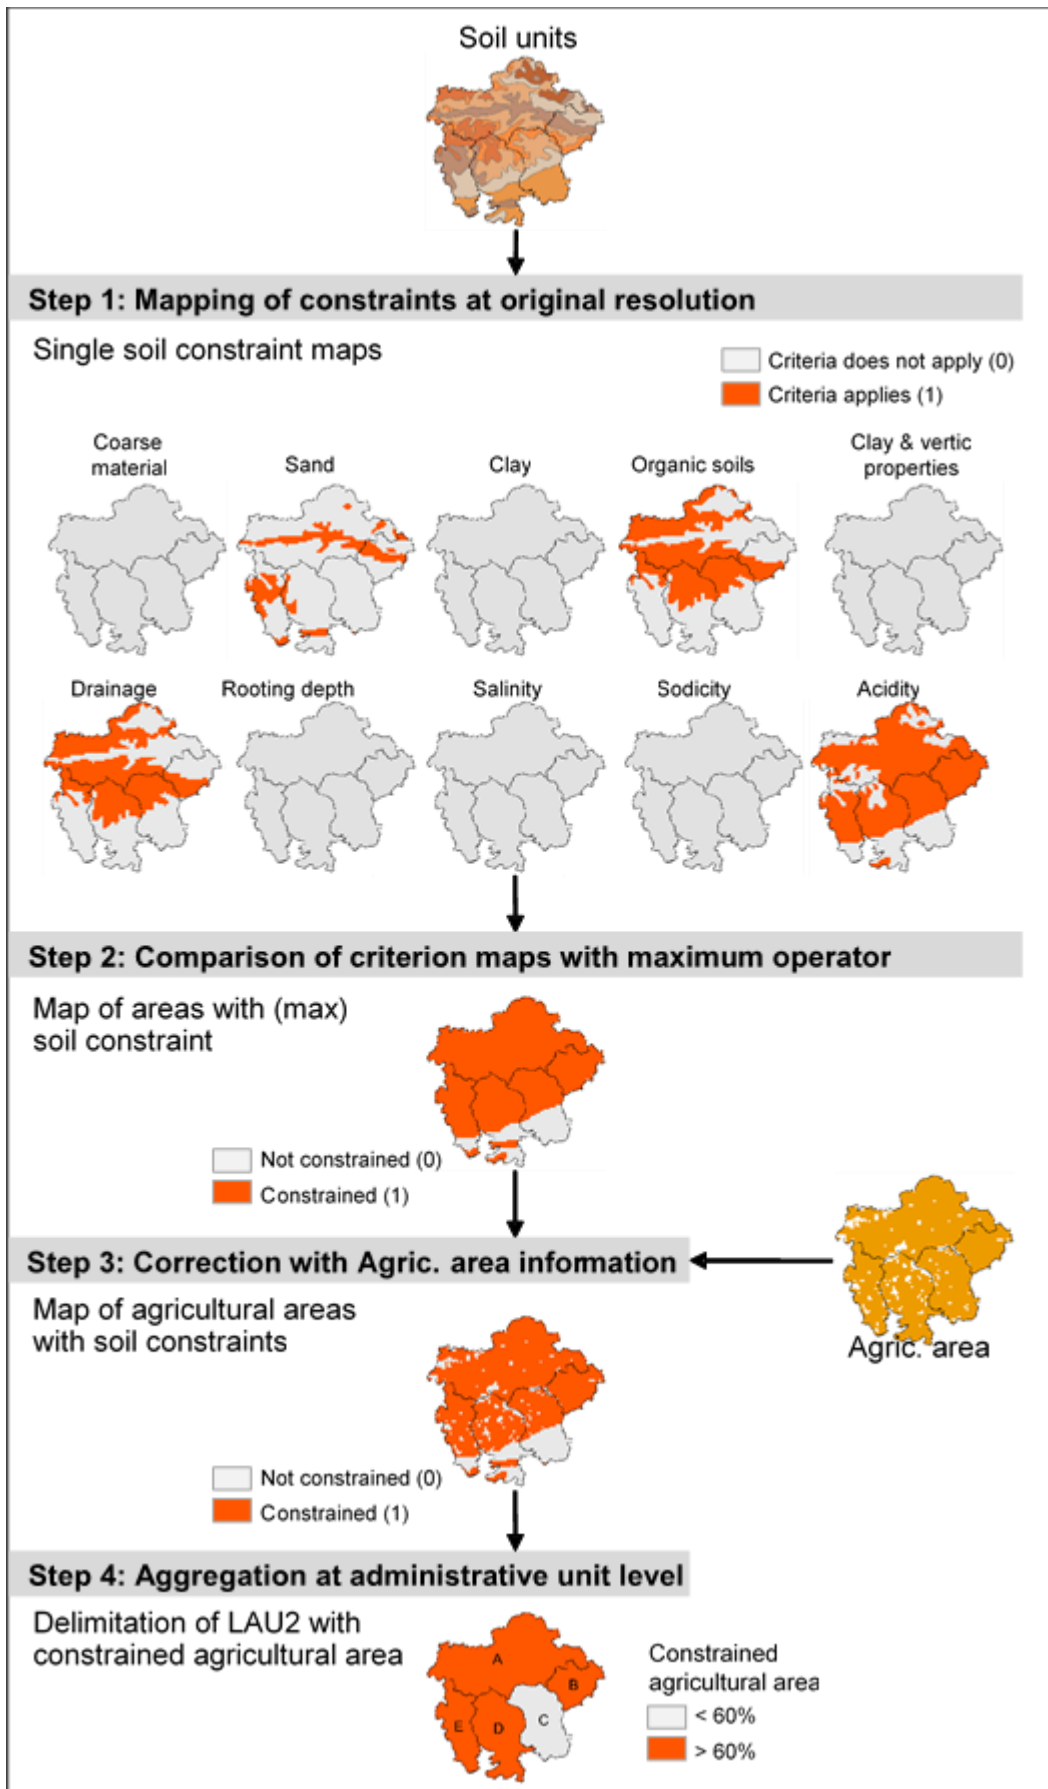 Soil units
Step 1: Mapping of constraints at original resolution
Single soil constraint maps
Criteria does not apply (0)
Criteria applies (1)
Coarse
material
Sand
Clay
Organic soils
Clay & vertic
properties
Drainage
Rooting depth
Salinity
Sodicity
Acidity
Step 2: Comparison of criterion maps with maximum operator
Map of areas with (max)
soil constraint
Not constrained (0)
Constrained (1)
Step 3: Correction with Agric. area information
Agric. area
Map of agricultural areas
with soil constraints
Not constrained (0)
Constrained (1)
Step 4: Aggregation at administrative unit level
Delimitation of LAU2 with
constrained agricultural area
A
B
C
D
E
Constrained
agricultural area
< 60%
> 60%